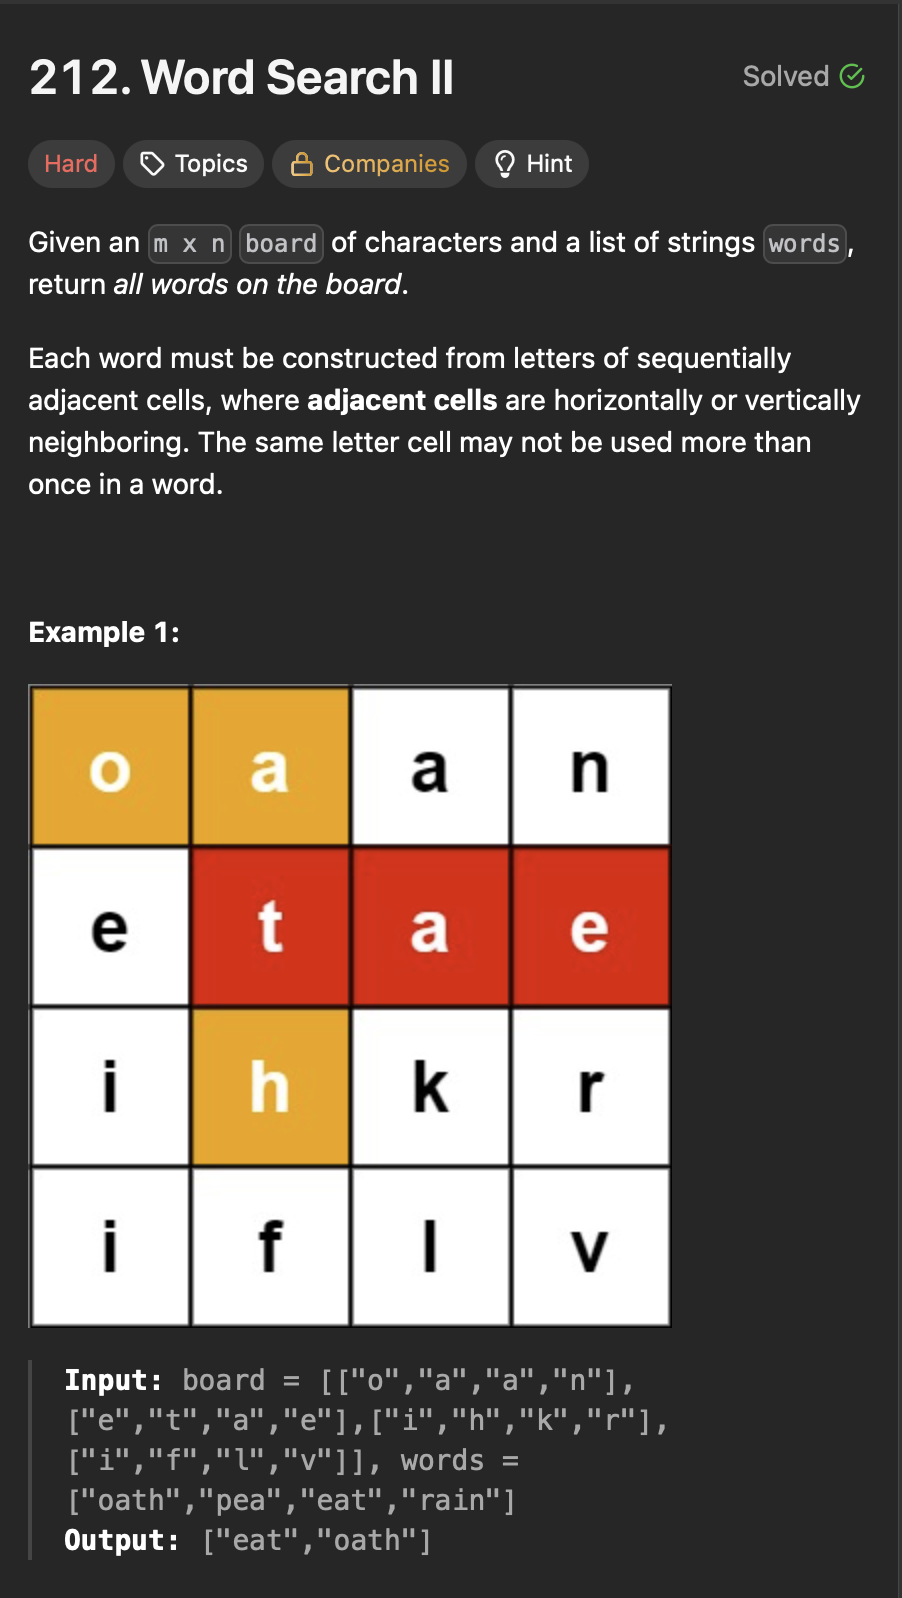 212. Word Search II
Solved
Hard Topics Companies Hint
Given an m x n board of characters and a list of strings words,
return all words on the board.
Each word must be constructed from letters of sequentially
adjacent cells, where adjacent cells are horizontally or vertically
neighboring. The same letter cell may not be used more than
once in a word.
Example 1:
o a a n
e t a e
i h k r
i f l v
Input: board = [["o","a","a","n"],
["e","t","a","e"],["i","h","k","r"],
["i","f","l","v"]], words =
["oath","pea","eat","rain"]
Output: ["eat","oath"]